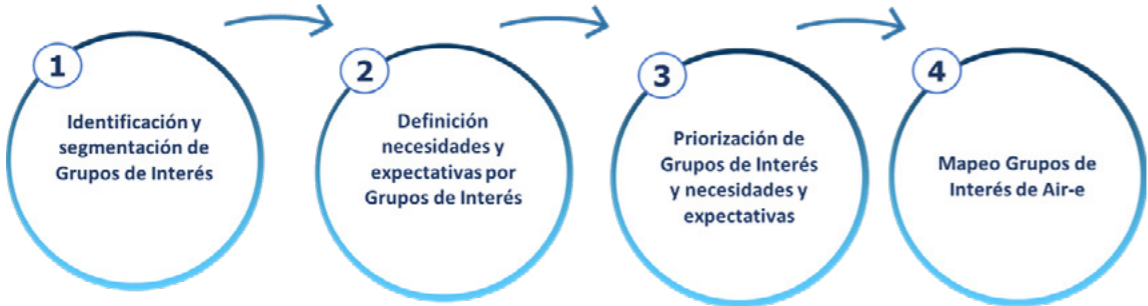 1
Identificación y
segmentación de
Grupos de Interés
2
Definición
necesidades y
expectativas por
Grupos de Interés
3
Priorización de
Grupos de Interés
y necesidades y
expectativas
4
Mapeo Grupos de
Interés de Air-e